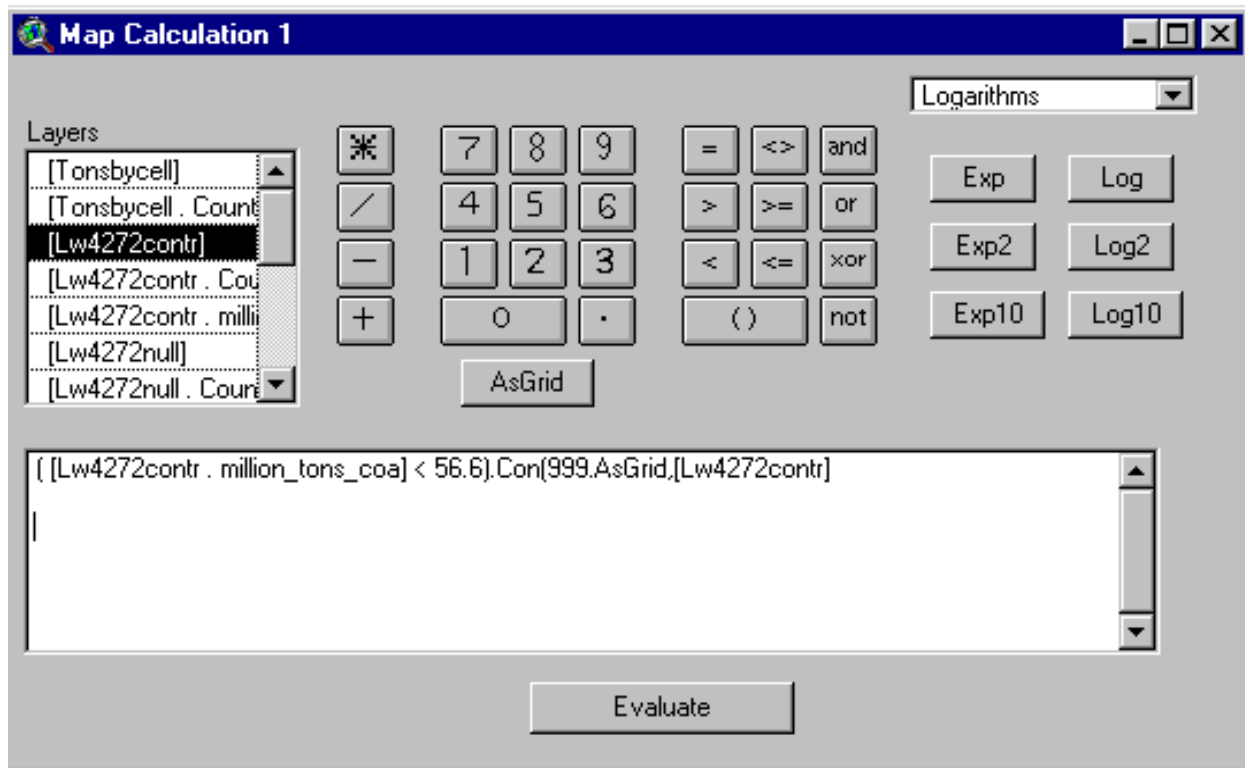 Map Calculation 1
Logarithms
Layers
[Tonsbycell]
[Tonsbycell . Count
[Lw4272contr]
[Lw4272contr . Cou
[Lw4272contr . milli
[Lw4272null]
[Lw4272null . Coun
* 7 8 9 = <> and
/ 4 5 6 > >= or
- 1 2 3 < <= xor
+ 0 . ( ) not
AsGrid
Exp Log
Exp2 Log2
Exp10 Log10
( [Lw4272contr . million_tons_coa] < 56.6).Con(999.AsGrid,[Lw4272contr]
Evaluate